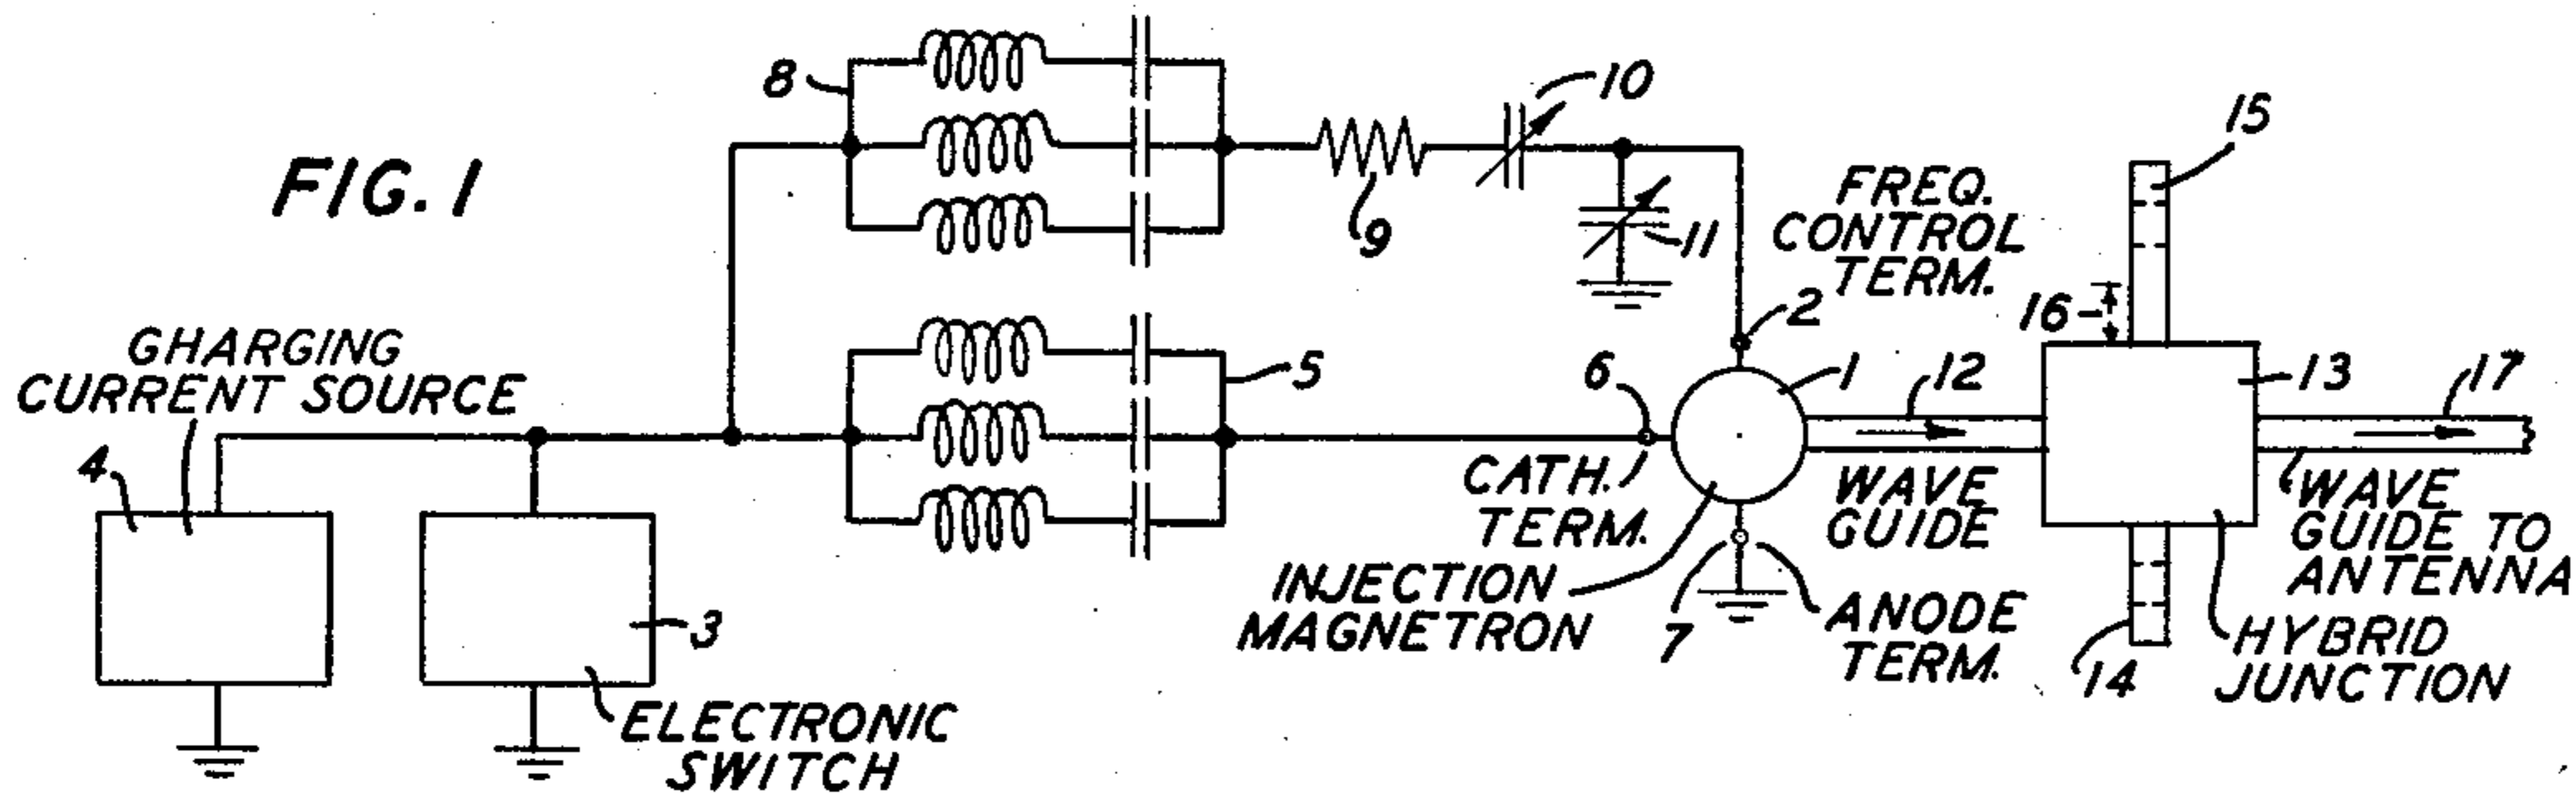 FIG. 1
8
10
15
9
11
FREQ.
CONTROL
TERM.
16
2
GHARGING
CURRENT SOURCE
5
6
1
12
13
17
4
CATH.
TERM.
WAVE
GUIDE
WAVE
GUIDE TO
ANTENNA
INJECTION
MAGNETRON
7
ANODE
TERM.
3
14
HYBRID
JUNCTION
ELECTRONIC
SWITCH